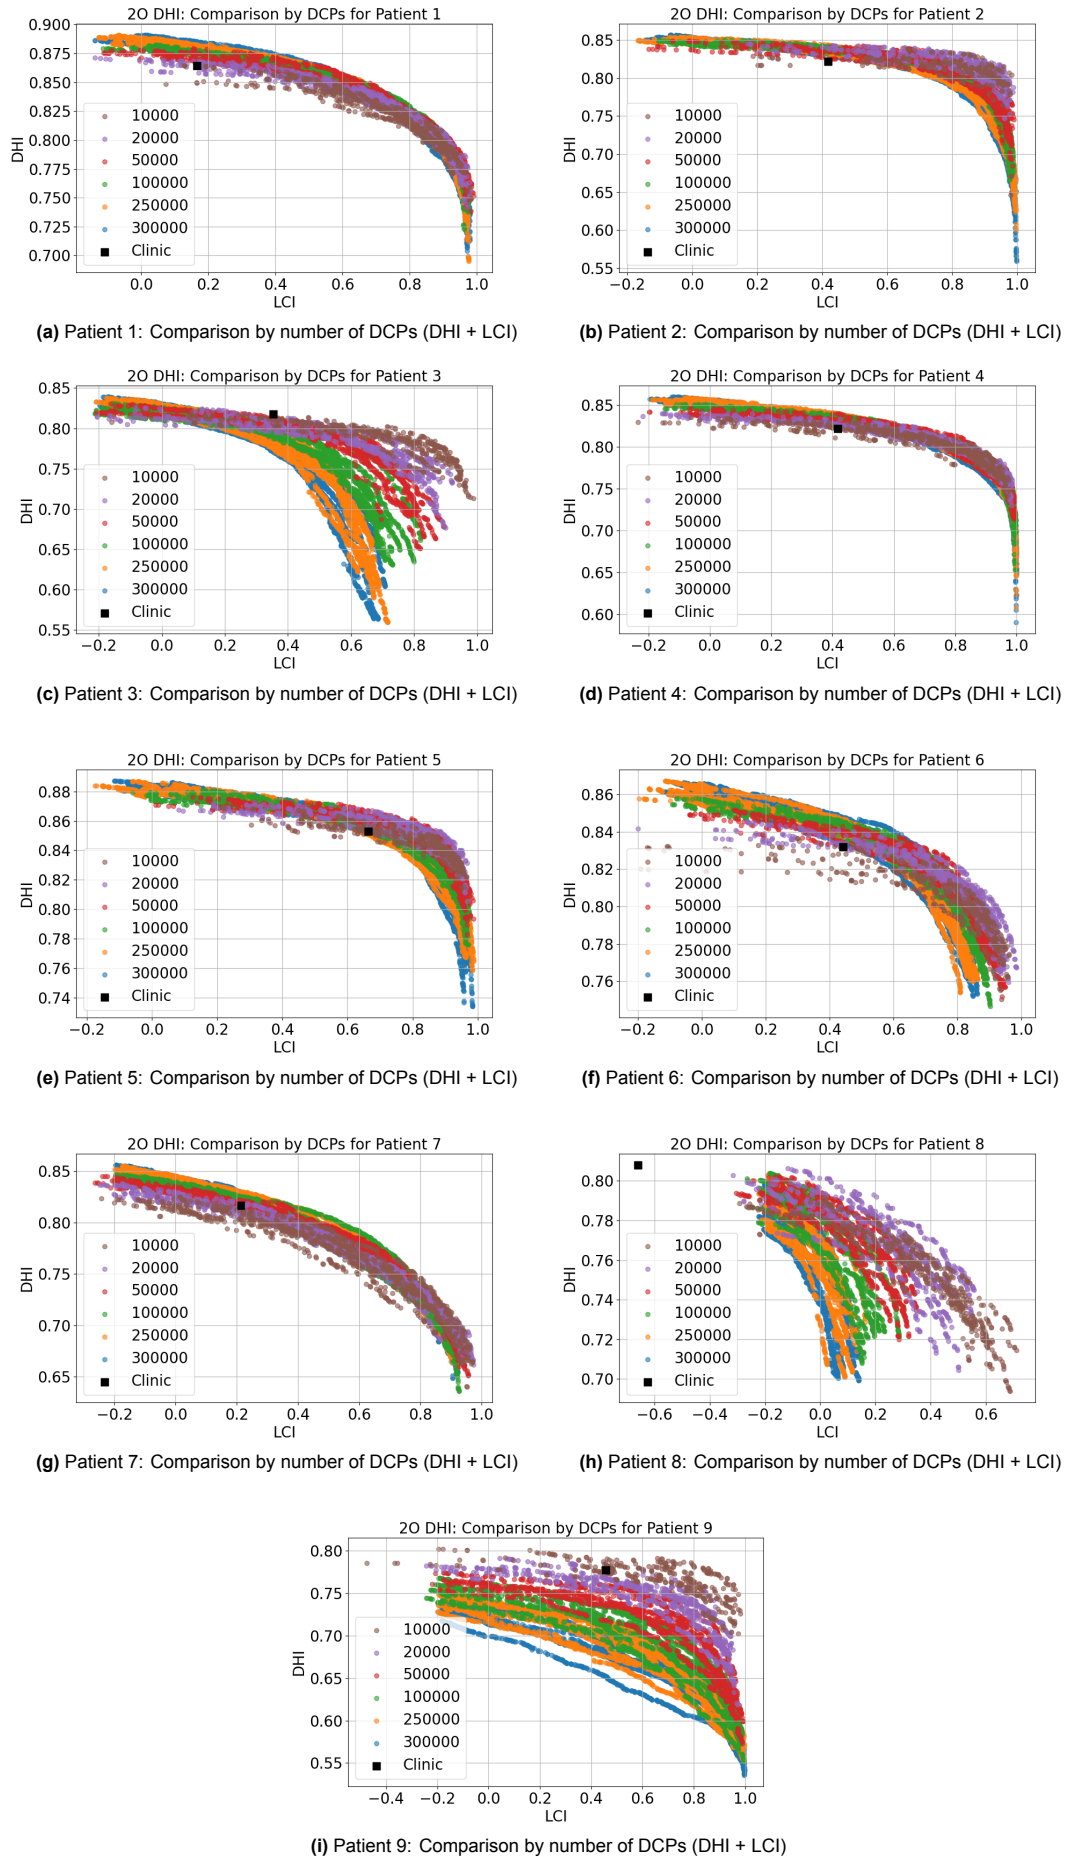 2O DHI: Comparison by DCPs for Patient 1
0.900
0.875
0.850
0.825
0.800
0.775
0.750
0.725
0.700
DHI
10000
20000
50000
100000
250000
300000
Clinic
0.0 0.2 0.4 0.6 0.8 1.0
LCI
(a) Patient 1: Comparison by number of DCPs (DHI + LCI)
2O DHI: Comparison by DCPs for Patient 2
0.85
0.80
0.75
0.70
0.65
0.60
0.55
DHI
10000
20000
50000
100000
250000
300000
Clinic
−0.2 0.0 0.2 0.4 0.6 0.8 1.0
LCI
(b) Patient 2: Comparison by number of DCPs (DHI + LCI)
2O DHI: Comparison by DCPs for Patient 3
0.85
0.80
0.75
0.70
0.65
0.60
0.55
DHI
10000
20000
50000
100000
250000
300000
Clinic
−0.2 0.0 0.2 0.4 0.6 0.8 1.0
LCI
(c) Patient 3: Comparison by number of DCPs (DHI + LCI)
2O DHI: Comparison by DCPs for Patient 4
0.85
0.80
0.75
0.70
0.65
0.60
DHI
10000
20000
50000
100000
250000
300000
Clinic
−0.2 0.0 0.2 0.4 0.6 0.8 1.0
LCI
(d) Patient 4: Comparison by number of DCPs (DHI + LCI)
2O DHI: Comparison by DCPs for Patient 5
0.88
0.86
0.84
0.82
0.80
0.78
0.76
0.74
DHI
10000
20000
50000
100000
250000
300000
Clinic
−0.2 0.0 0.2 0.4 0.6 0.8 1.0
LCI
(e) Patient 5: Comparison by number of DCPs (DHI + LCI)
2O DHI: Comparison by DCPs for Patient 6
0.86
0.84
0.82
0.80
0.78
0.76
DHI
10000
20000
50000
100000
250000
300000
Clinic
−0.2 0.0 0.2 0.4 0.6 0.8 1.0
LCI
(f) Patient 6: Comparison by number of DCPs (DHI + LCI)
2O DHI: Comparison by DCPs for Patient 7
0.85
0.80
0.75
0.70
0.65
DHI
10000
20000
50000
100000
250000
300000
Clinic
−0.2 0.0 0.2 0.4 0.6 0.8 1.0
LCI
(g) Patient 7: Comparison by number of DCPs (DHI + LCI)
2O DHI: Comparison by DCPs for Patient 8
0.80
0.78
0.76
0.74
0.72
0.70
DHI
10000
20000
50000
100000
250000
300000
Clinic
−0.6 −0.4 −0.2 0.0 0.2 0.4 0.6
LCI
(h) Patient 8: Comparison by number of DCPs (DHI + LCI)
2O DHI: Comparison by DCPs for Patient 9
0.80
0.75
0.70
0.65
0.60
0.55
DHI
10000
20000
50000
100000
250000
300000
Clinic
−0.4 −0.2 0.0 0.2 0.4 0.6 0.8 1.0
LCI
(i) Patient 9: Comparison by number of DCPs (DHI + LCI)